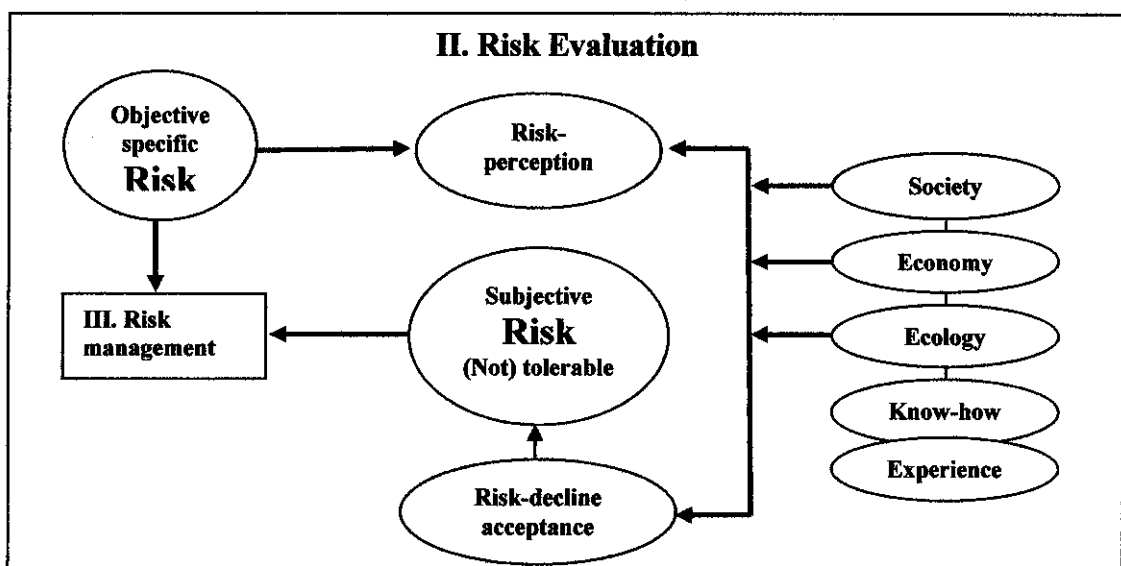 II. Risk Evaluation
Objective
specific
Risk
Risk-
perception
Society
Economy
Subjective
Risk
(Not) tolerable
III. Risk
management
Ecology
Know-how
Experience
Risk-decline
acceptance